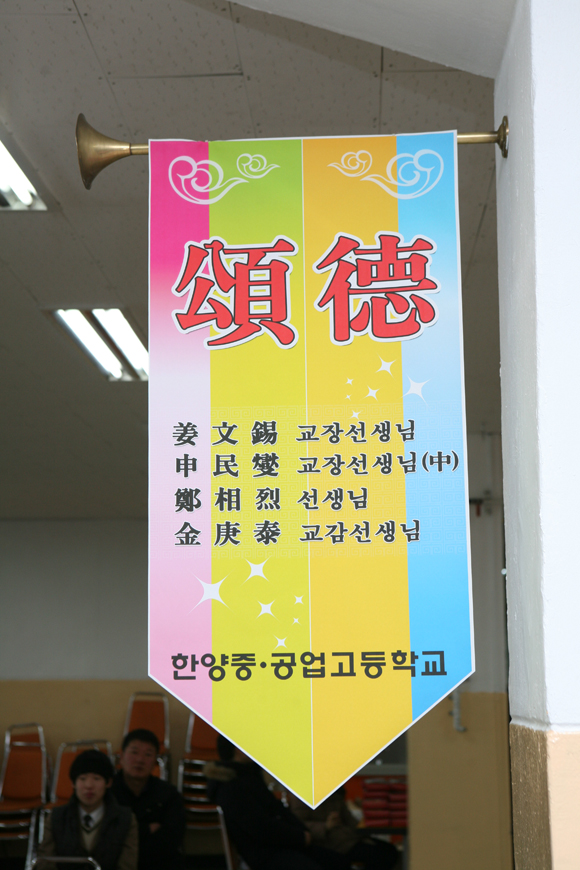 頌德
姜文錫 교장선생님
申民燮 교장선생님(中)
鄭相烈 선생님
金庚泰 교감선생님
한양중·공업고등학교